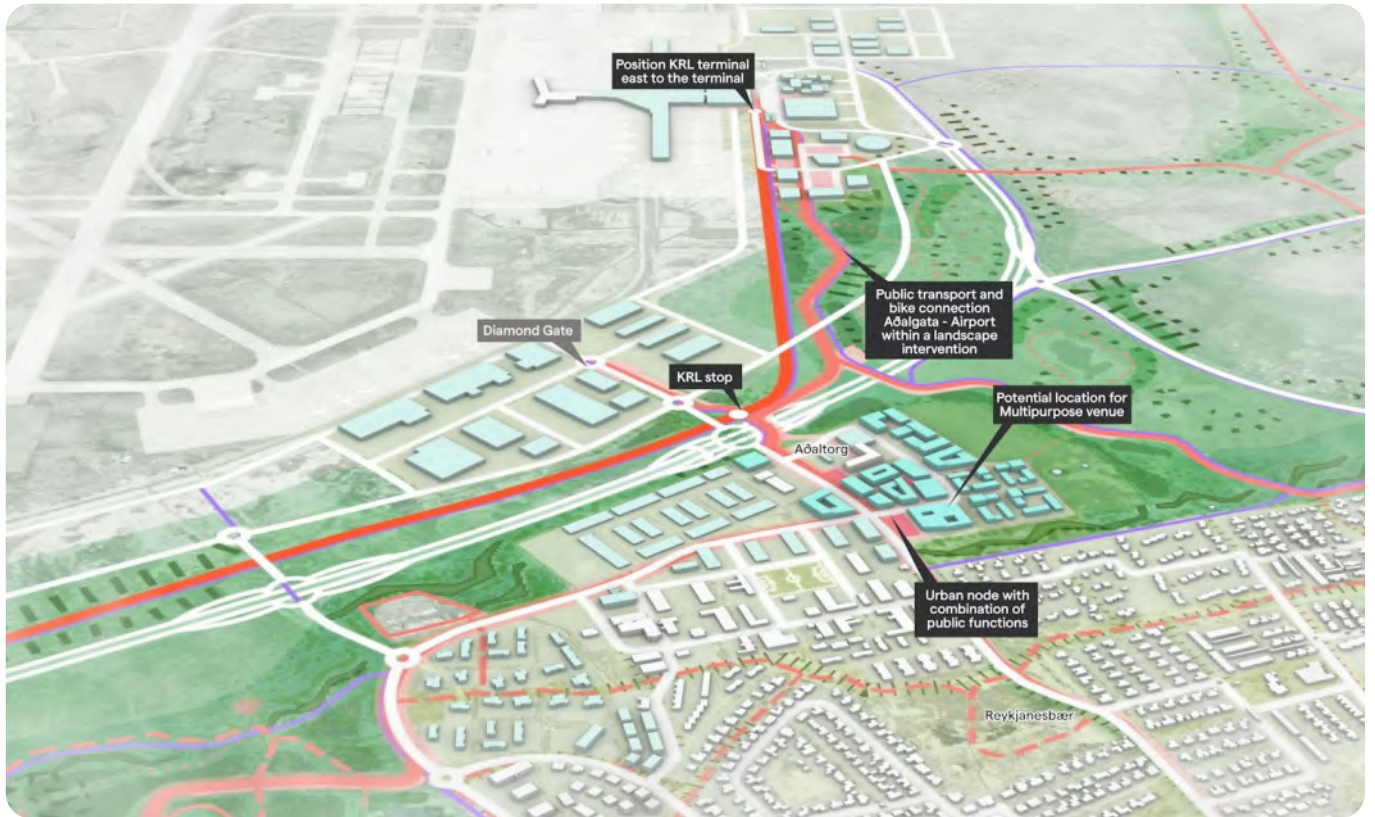 Position KRL terminal
east to the terminal
Public transport and
bike connection
Aðalgata - Airport
within a landscape
intervention
Diamond Gate
KRL stop
Potential location for
Multipurpose venue
Aðaltorg
Urban node with
combination of
public functions
Reykjanesbær